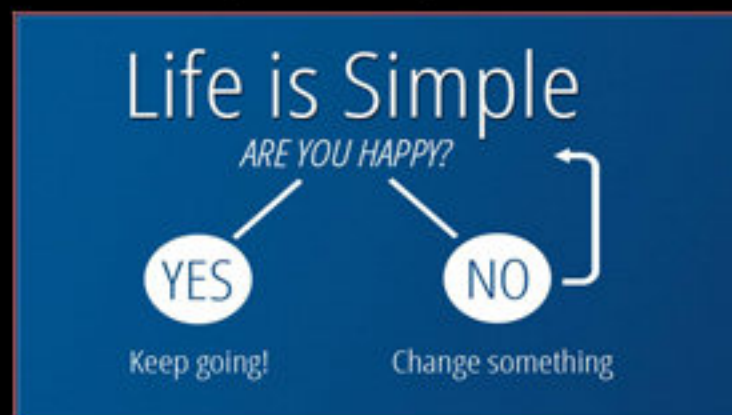 Life is Simple
ARE YOU HAPPY?
YES NO
Keep going! Change something